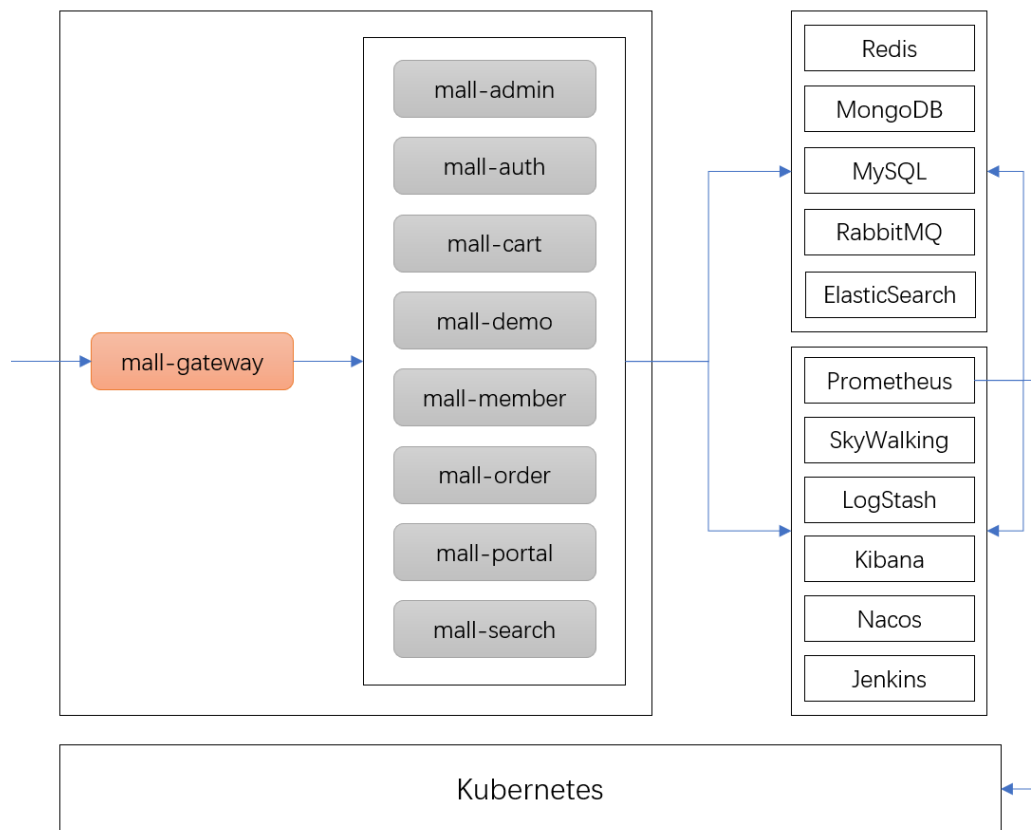 mall-gateway
mall-admin
mall-auth
mall-cart
mall-demo
mall-member
mall-order
mall-portal
mall-search
Redis
MongoDB
MySQL
RabbitMQ
ElasticSearch
Prometheus
SkyWalking
LogStash
Kibana
Nacos
Jenkins
Kubernetes